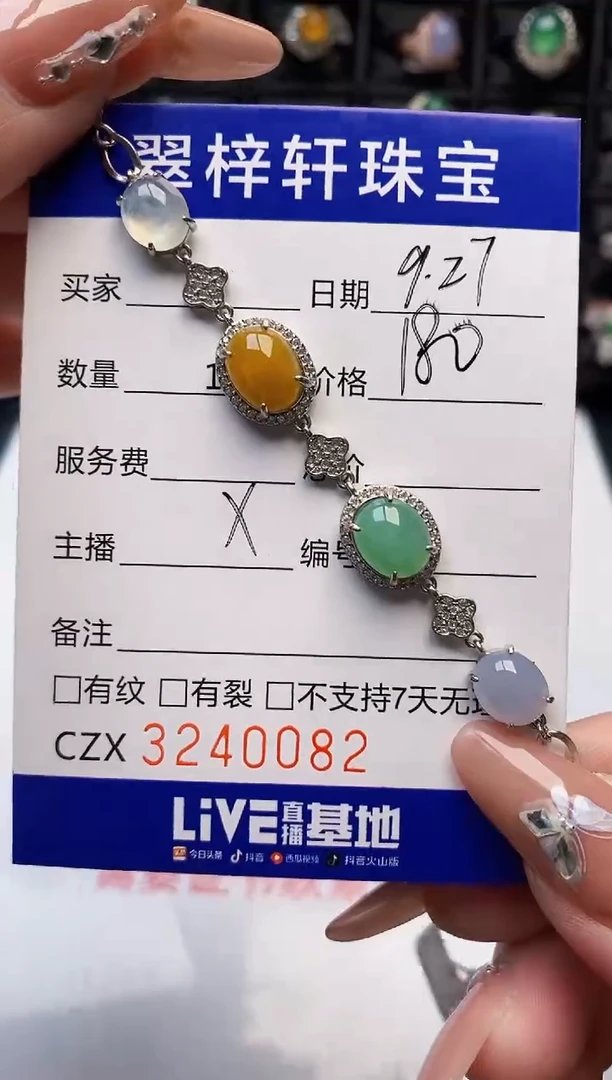 翠梓轩珠宝
买家 日期 9.27
数量 1 价格 180
服务费
主播 X 编号
备注
□有纹 □有裂 □不支持7天无
CZX 3240082
LiVE直播基地
今日头条 抖音 西瓜视频 抖音火山版